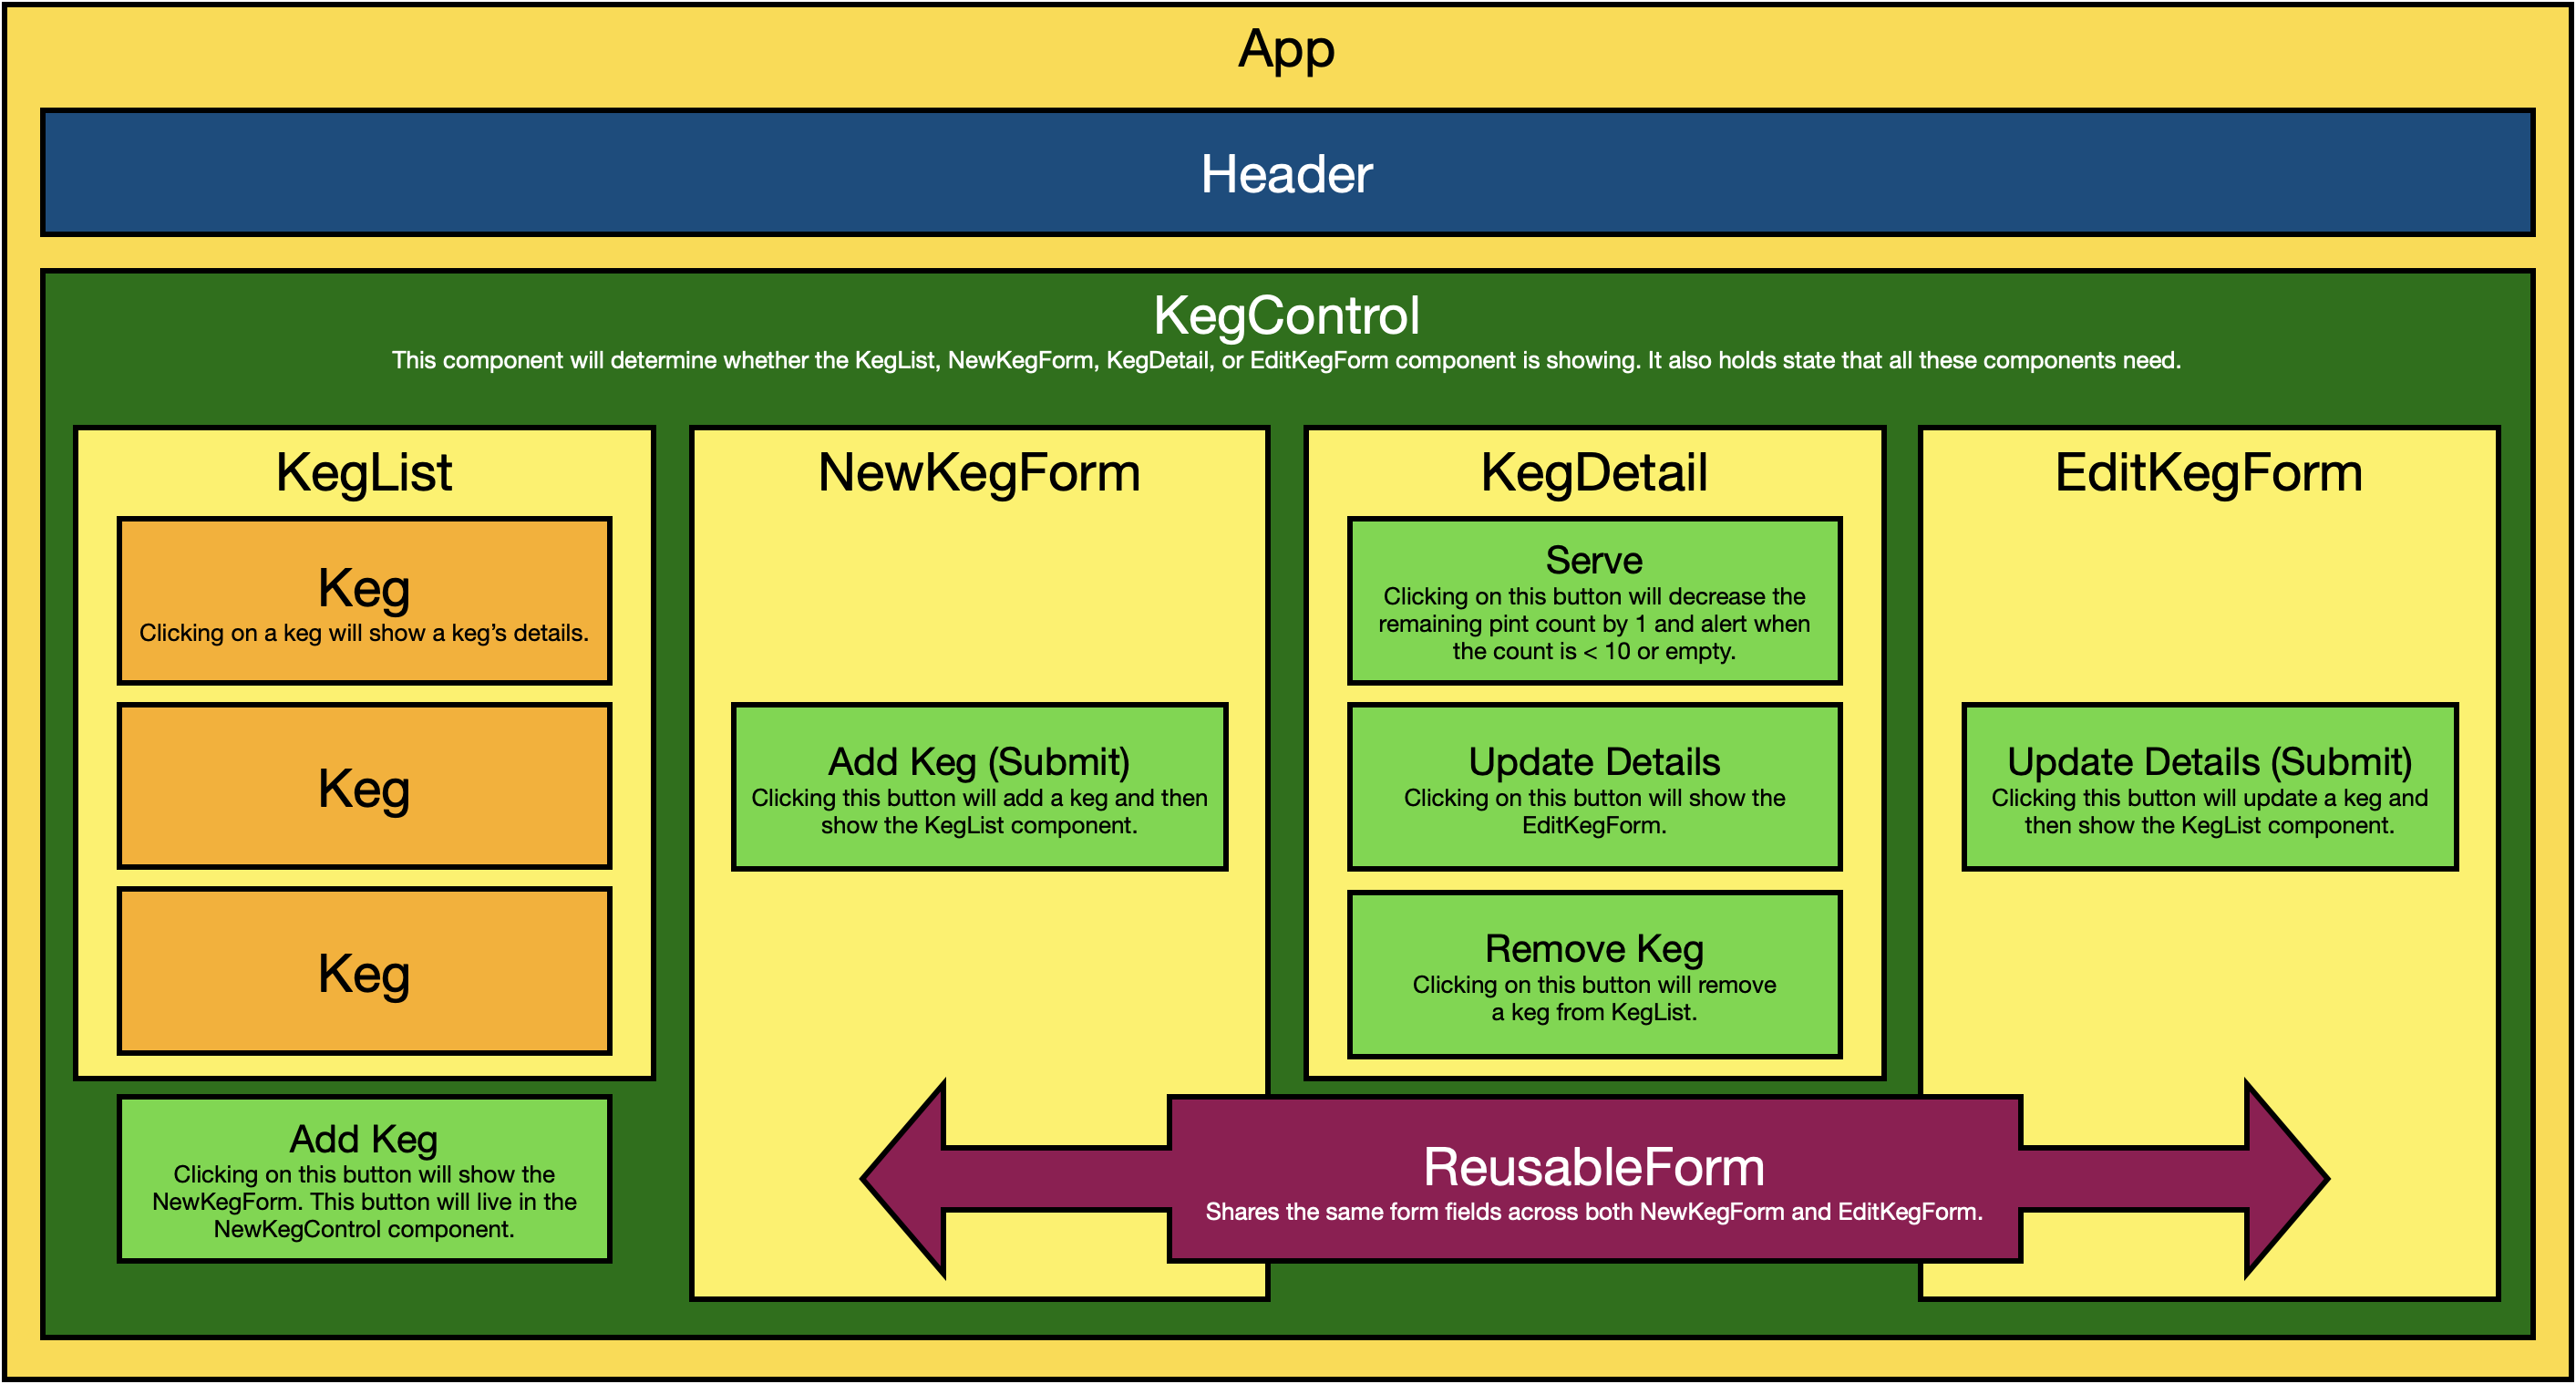 App
Header
KegControl
This component will determine whether the KegList, NewKegForm, KegDetail, or EditKegForm component is showing. It also holds state that all these components need.
KegList
Keg
Clicking on a keg will show a keg’s details.
Keg
Keg
Add Keg
Clicking on this button will show the
NewKegForm. This button will live in the
NewKegControl component.
NewKegForm
Add Keg (Submit)
Clicking this button will add a keg and then
show the KegList component.
KegDetail
Serve
Clicking on this button will decrease the
remaining pint count by 1 and alert when
the count is < 10 or empty.
Update Details
Clicking on this button will show the
EditKegForm.
Remove Keg
Clicking on this button will remove
a keg from KegList.
EditKegForm
Update Details (Submit)
Clicking this button will update a keg and
then show the KegList component.
ReusableForm
Shares the same form fields across both NewKegForm and EditKegForm.